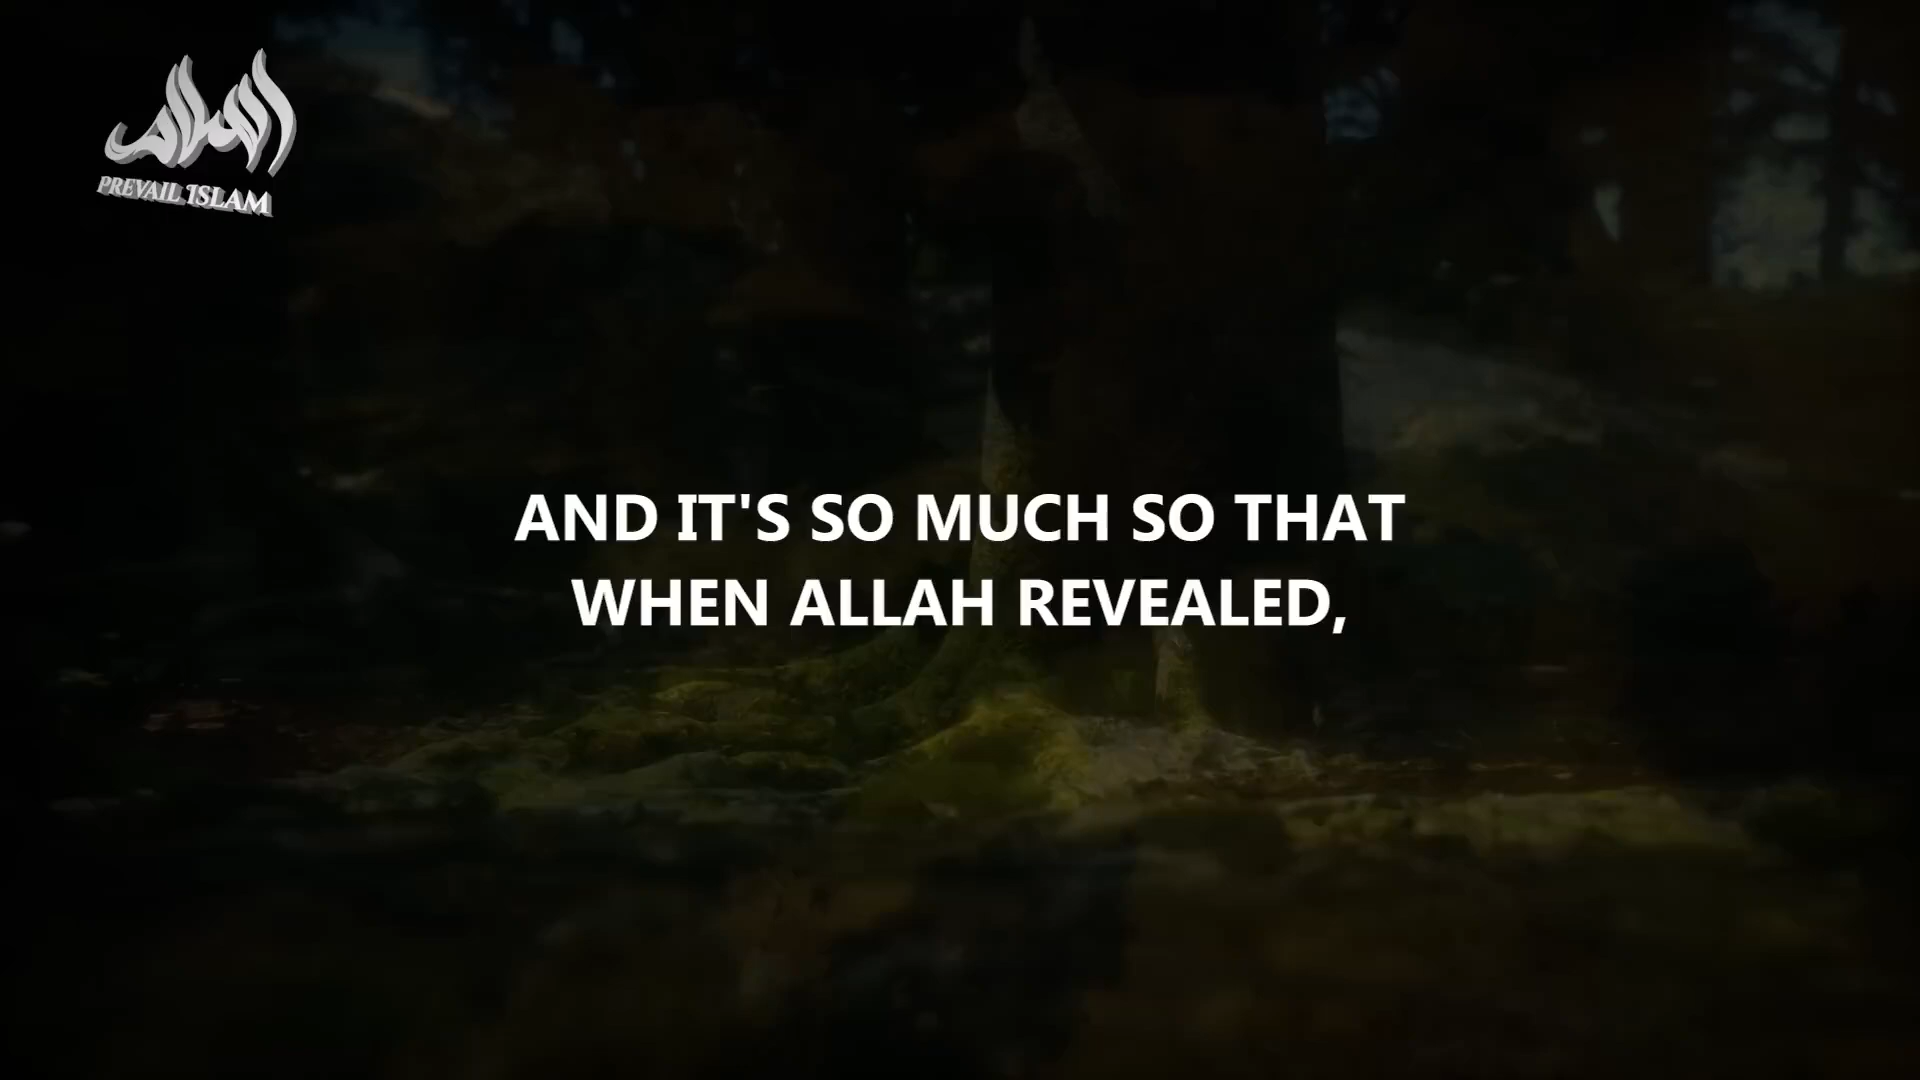 PREVAIL ISLAM
AND IT'S SO MUCH SO THAT
WHEN ALLAH REVEALED,